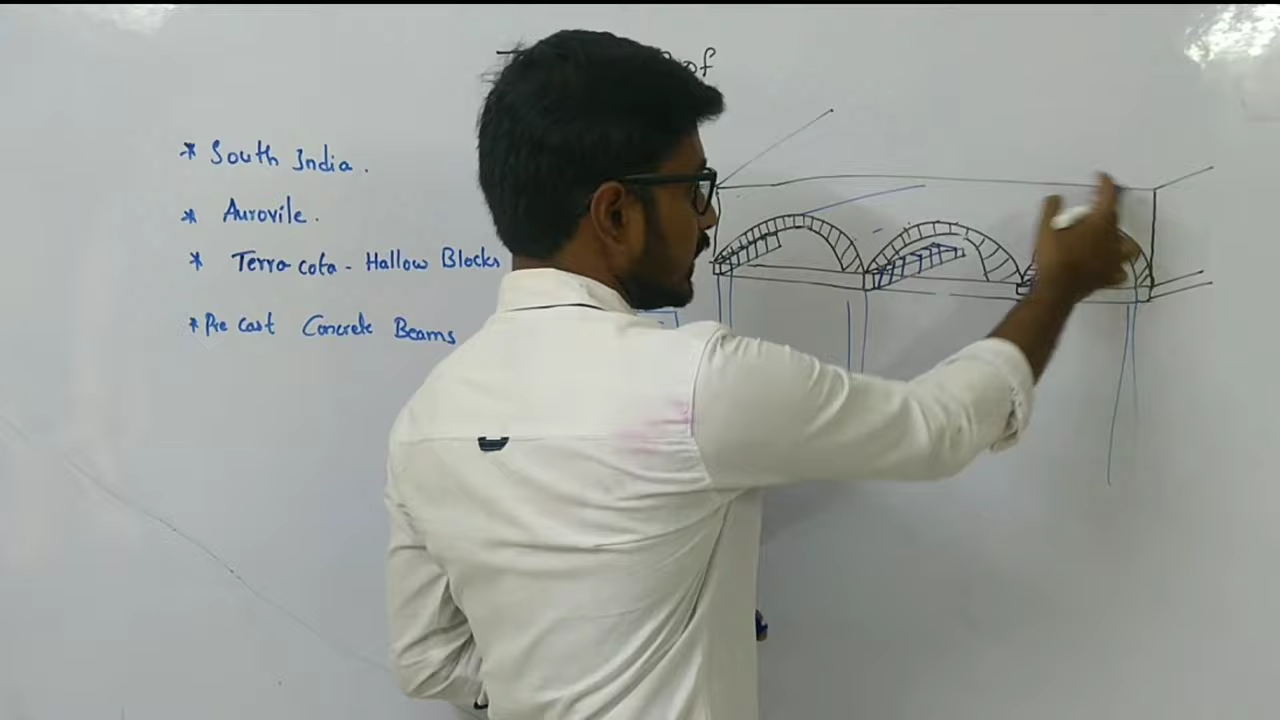 * South India.
* Aurovile.
* Terra cota - Hallow Blocks
* Pre Cast Concrete Beams